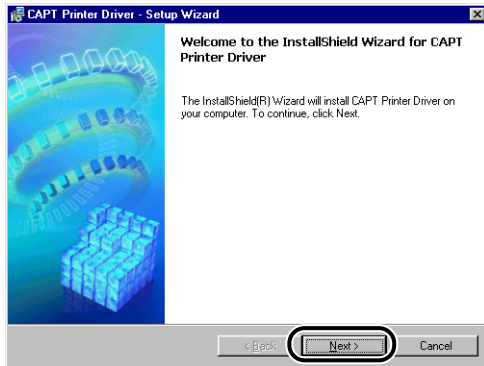 CAPT Printer Driver - Setup Wizard
Welcome to the InstallShield Wizard for CAPT
Printer Driver
The InstallShield(R) Wizard will install CAPT Printer Driver on
your computer. To continue, click Next.
< Back
Next >
Cancel